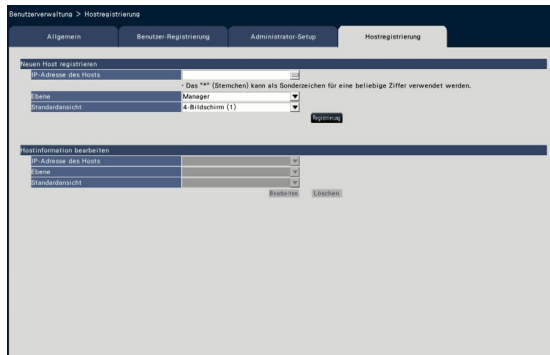 Benutzerverwaltung > Hostregistrierung
Allgemein Benutzer-Registrierung Administrator-Setup Hostregistrierung
Neuen Host registrieren
IP-Adresse des Hosts
· Das "*" (Sternchen) kann als Sonderzeichen für eine beliebige Ziffer verwendet werden.
Ebene Manager
Standardansicht 4-Bildschirm (1)
Registrierung
Hostinformation bearbeiten
IP-Adresse des Hosts
Ebene
Standardansicht
Bearbeiten Löschen